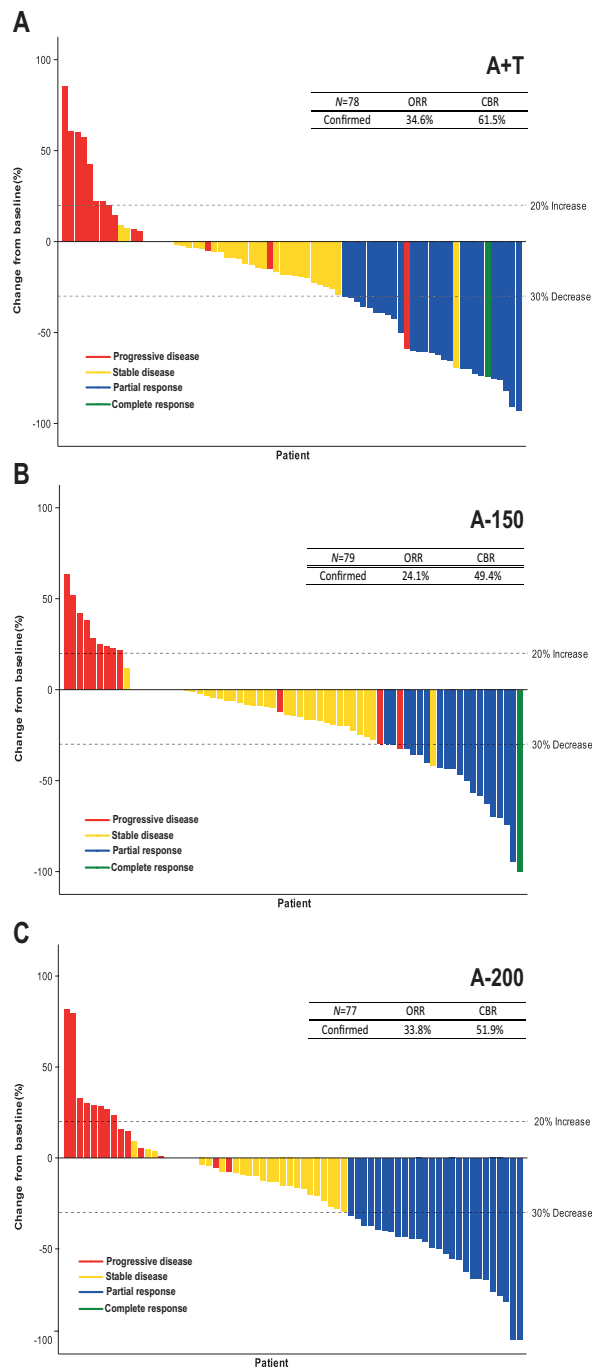 A
A+T
100
50
0
-50
-100
Change from baseline(%)
N=78 ORR CBR
Confirmed 34.6% 61.5%
20% Increase
30% Decrease
Progressive disease
Stable disease
Partial response
Complete response
Patient
B
A-150
100
50
0
-50
-100
Change from baseline(%)
N=79 ORR CBR
Confirmed 24.1% 49.4%
20% Increase
30% Decrease
Progressive disease
Stable disease
Partial response
Complete response
Patient
C
A-200
100
50
0
-50
-100
Change from baseline(%)
N=77 ORR CBR
Confirmed 33.8% 51.9%
20% Increase
30% Decrease
Progressive disease
Stable disease
Partial response
Complete response
Patient